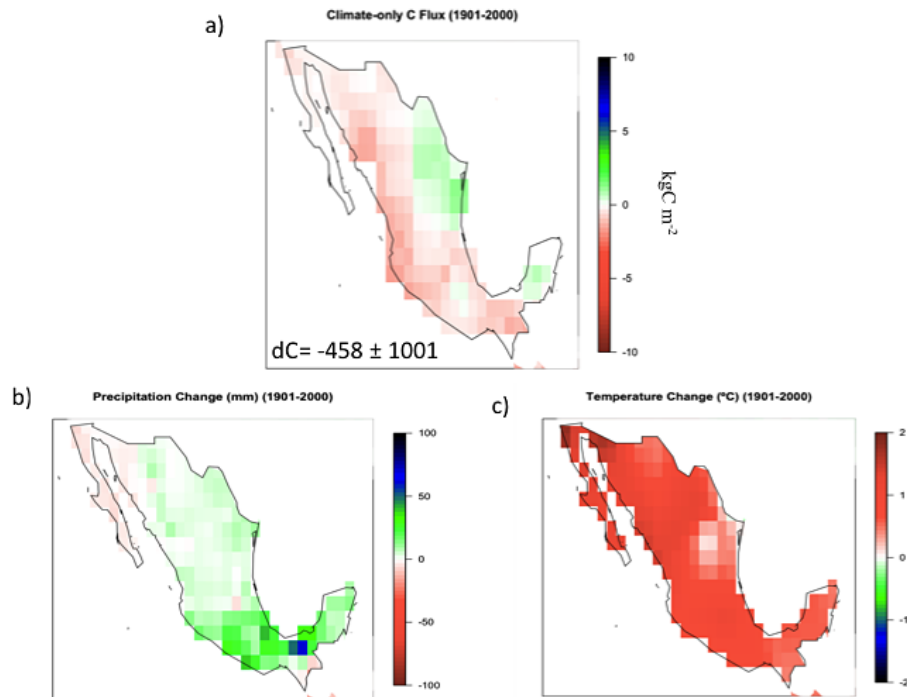 Climate-only C Flux (1901-2000)
a)
10
5
0
-5
-10
kgC m⁻²
dC= -458 ± 1001
b)
Precipitation Change (mm) (1901-2000)
100
50
0
-50
-100
c)
Temperature Change (ºC) (1901-2000)
2
1
0
-1
-2